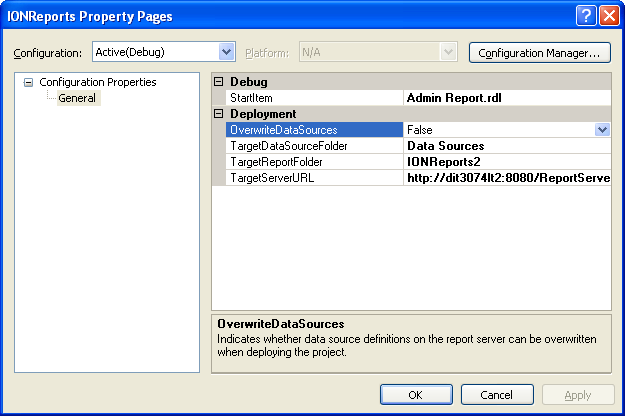 IONReports Property Pages
Configuration: Active(Debug) Platform: N/A Configuration Manager...
Configuration Properties
General
Debug
StartItem Admin Report.rdl
Deployment
OverwriteDataSources False
TargetDataSourceFolder Data Sources
TargetReportFolder IONReports2
TargetServerURL http://dit3074lt2:8080/ReportServe
OverwriteDataSources
Indicates whether data source definitions on the report server can be overwritten
when deploying the project.
OK Cancel Apply